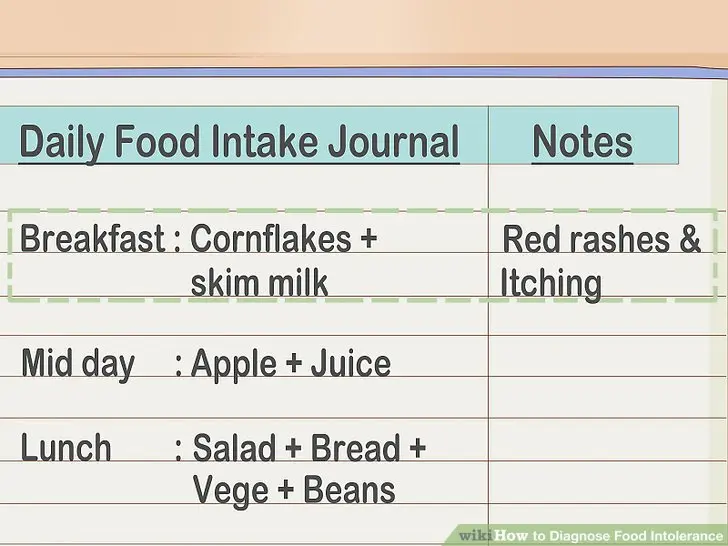 Daily Food Intake Journal Notes
Breakfast : Cornflakes + Red rashes &
skim milk Itching
Mid day : Apple + Juice
Lunch : Salad + Bread +
Vege + Beans
wikiHow to Diagnose Food Intolerance